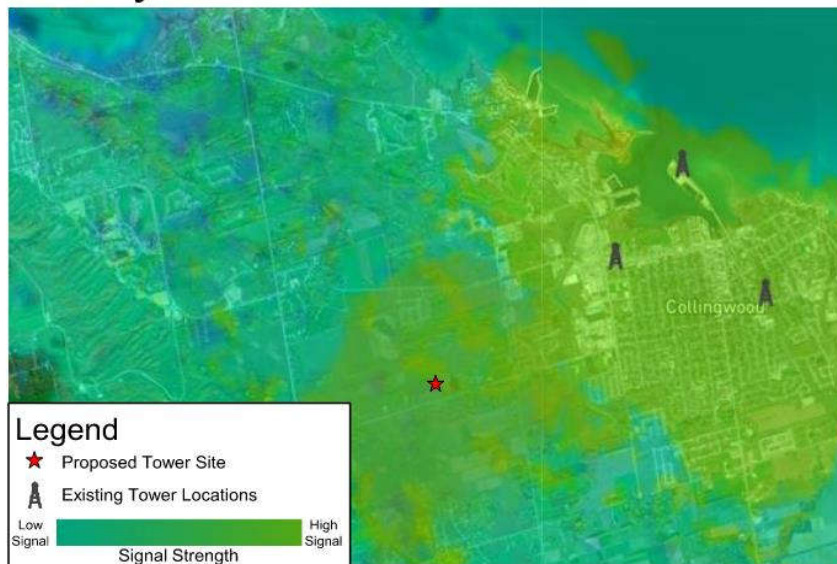 Collingwood
Legend
Proposed Tower Site
Existing Tower Locations
Low
Signal
High
Signal
Signal Strength